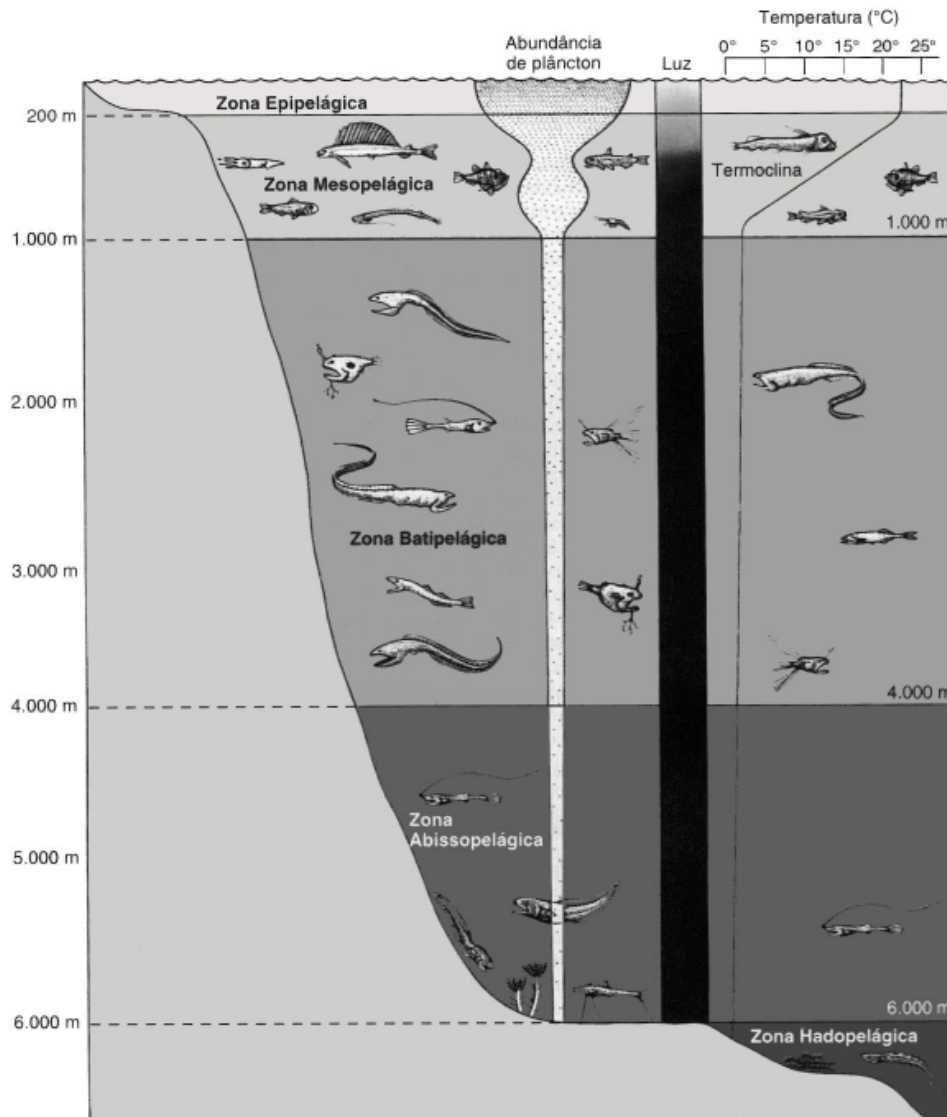 Temperatura (°C)
Abundância
de plâncton
Luz
0° 5° 10° 15° 20° 25°
Zona Epipelágica
200 m
Zona Mesopelágica
Termoclina
1.000 m
1.000 m
2.000 m
Zona Batipelágica
3.000 m
4.000 m
4.000 m
Zona
Abissopelágica
5.000 m
6.000 m
6.000 m
Zona Hadopelágica